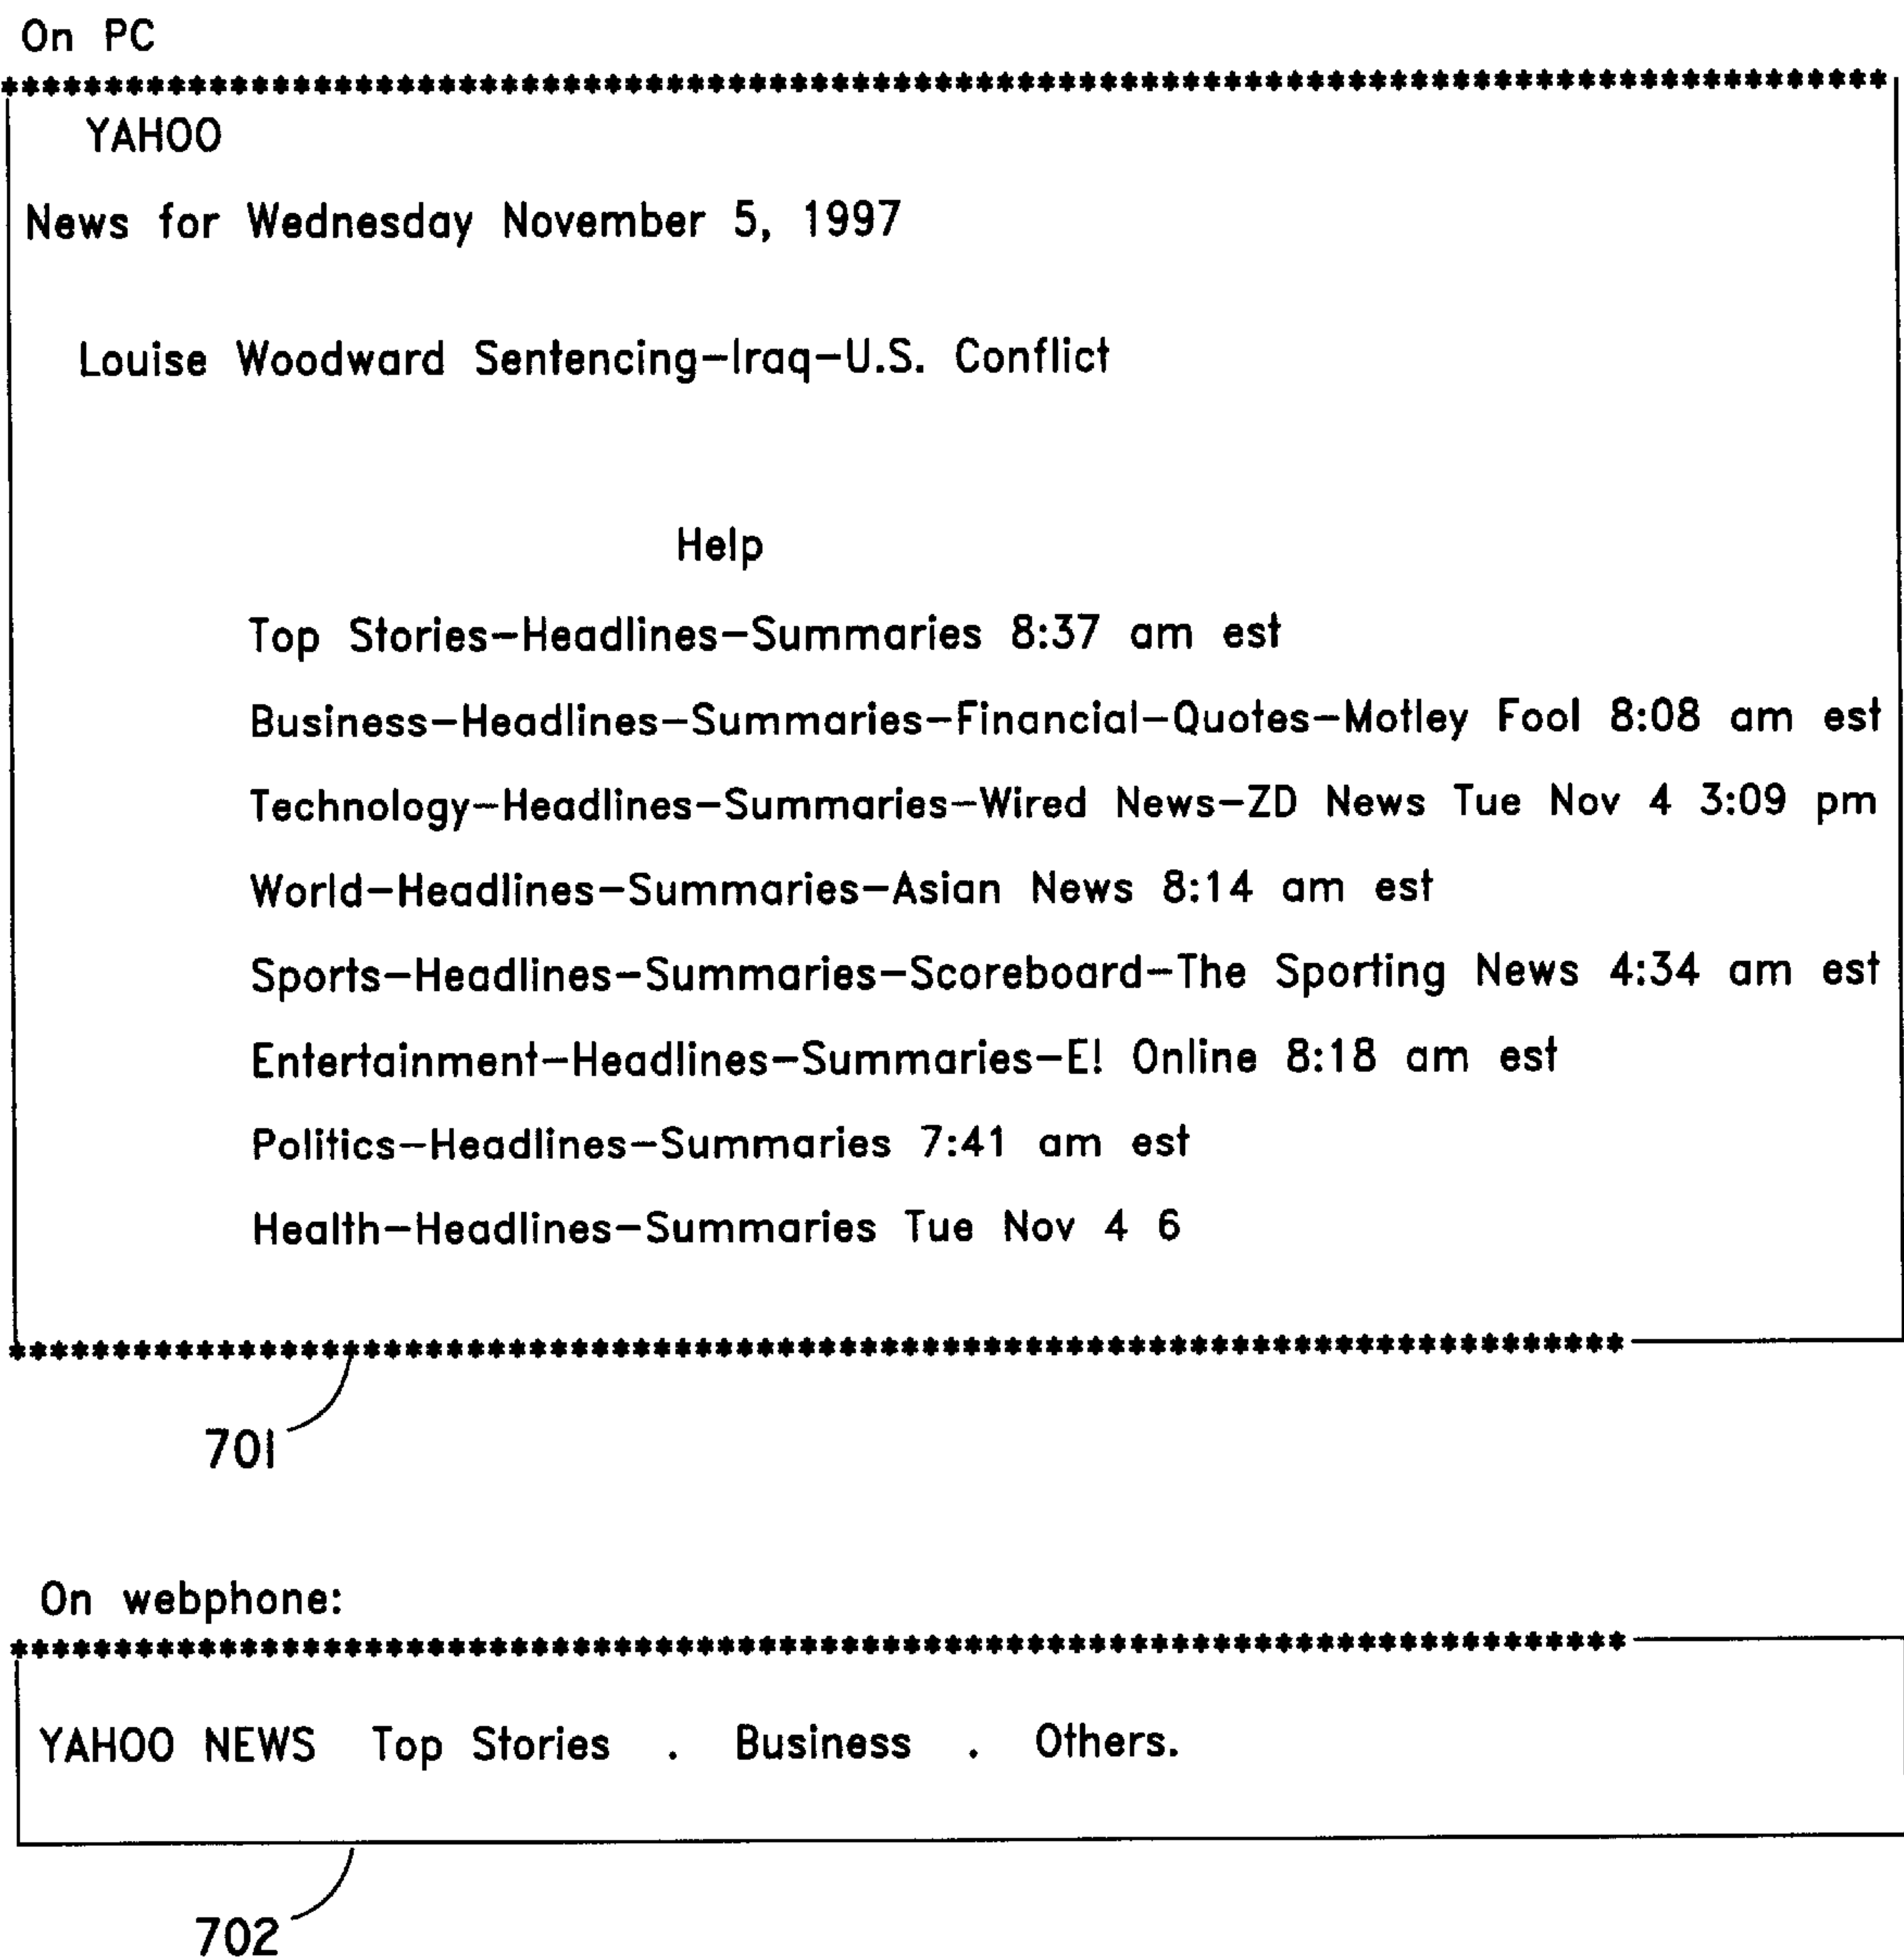 On PC
*******************************************************************************************
YAHOO
News for Wednesday November 5, 1997
Louise Woodward Sentencing-Iraq-U.S. Conflict
Help
Top Stories-Headlines-Summaries 8:37 am est
Business-Headlines-Summaries-Financial-Quotes-Motley Fool 8:08 am est
Technology-Headlines-Summaries-Wired News-ZD News Tue Nov 4 3:09 pm
World-Headlines-Summaries-Asian News 8:14 am est
Sports-Headlines-Summaries-Scoreboard-The Sporting News 4:34 am est
Entertainment-Headlines-Summaries-E! Online 8:18 am est
Politics-Headlines-Summaries 7:41 am est
Health-Headlines-Summaries Tue Nov 4 6
******************************************************************************
701
On webphone:
******************************************************************************
YAHOO NEWS Top Stories . Business . Others.
702